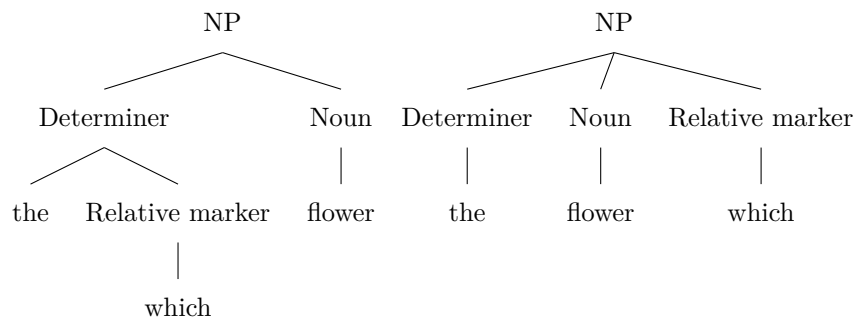 NP NP
Determiner Noun Determiner Noun Relative marker
the Relative marker flower the flower which
which